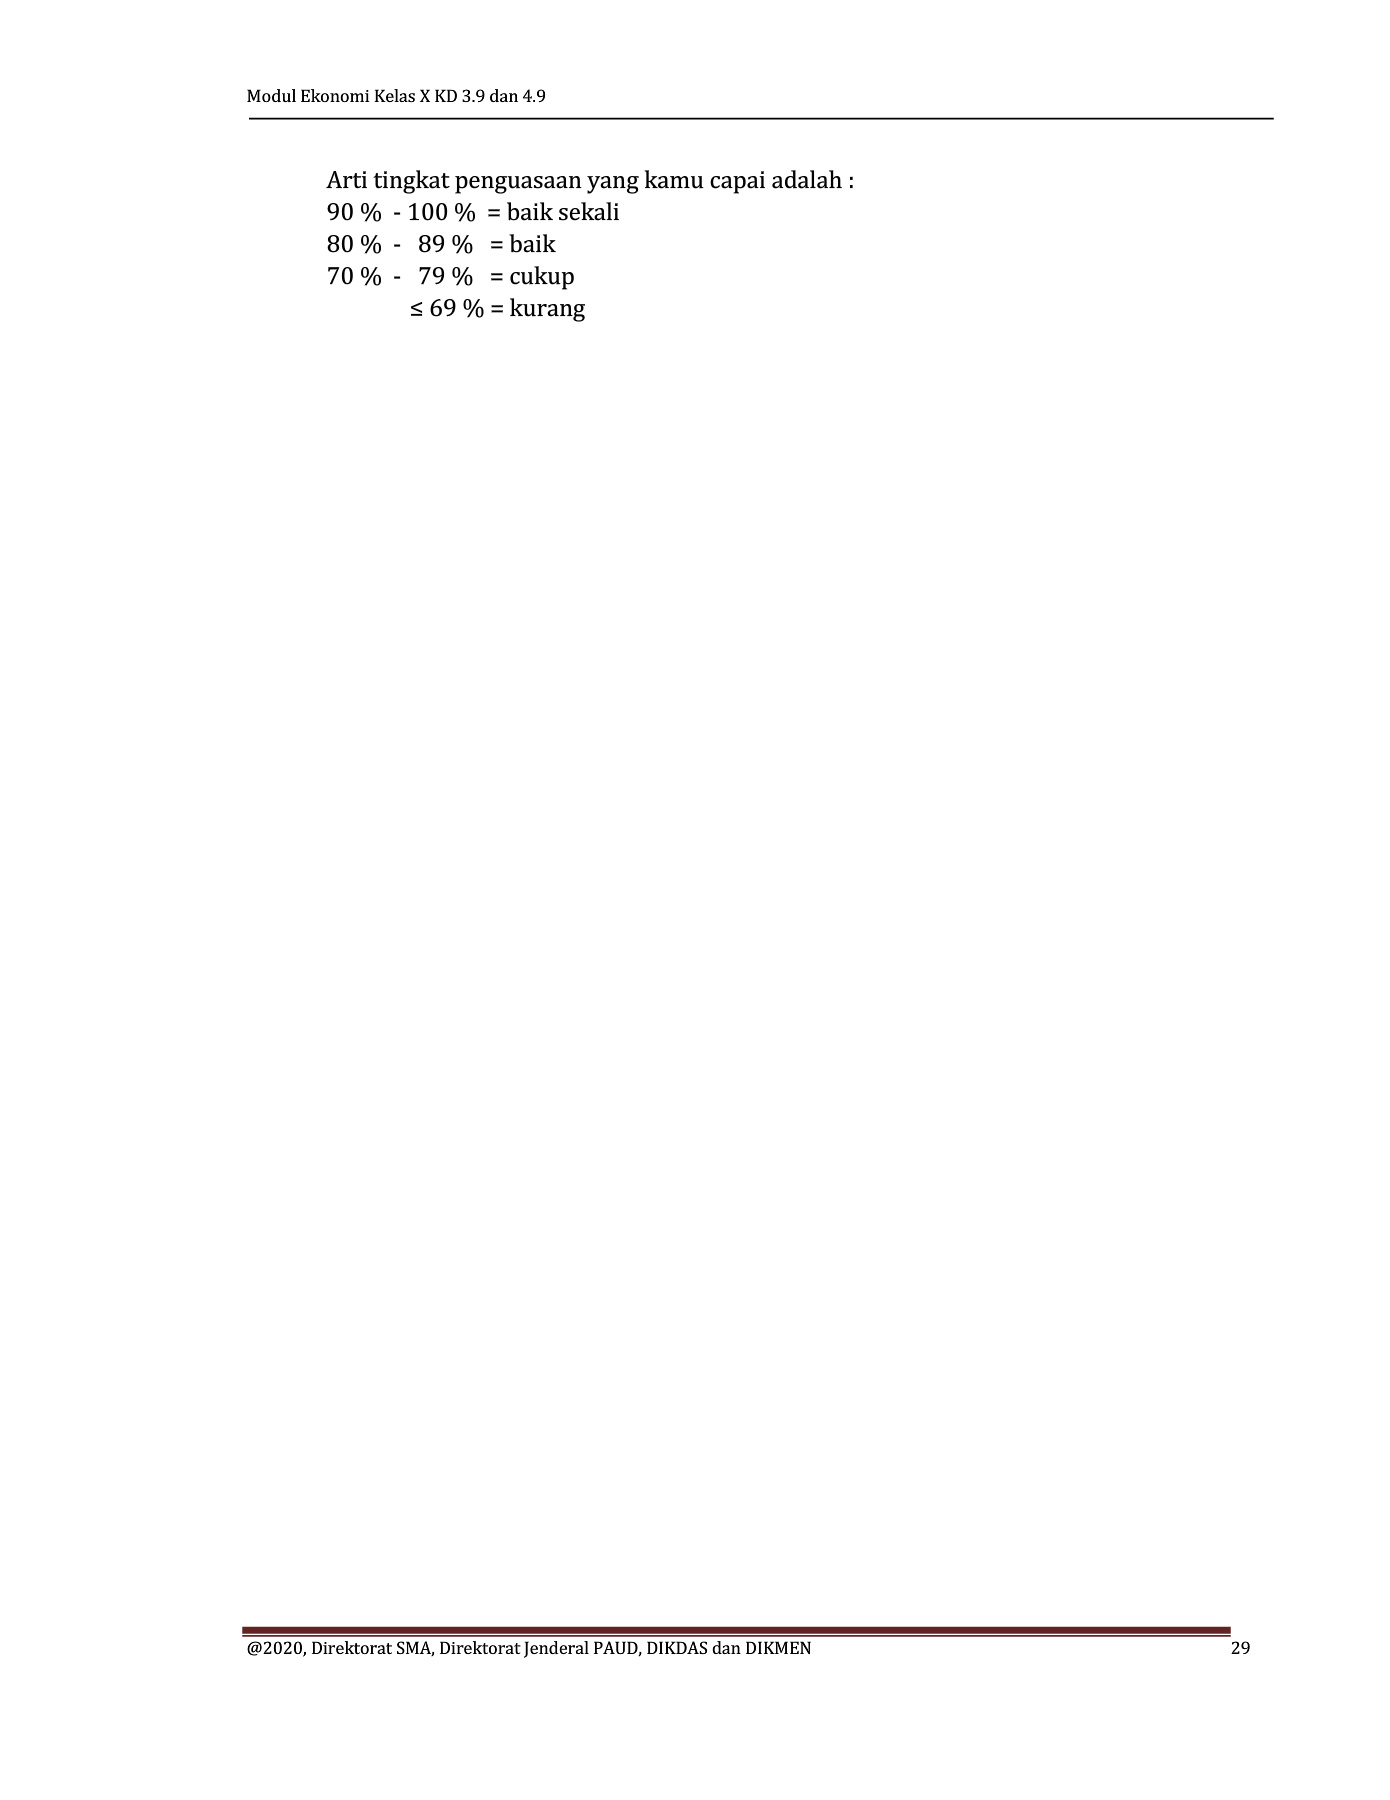 Modul Ekonomi Kelas X KD 3.9 dan 4.9
Arti tingkat penguasaan yang kamu capai adalah :
90 % - 100 % = baik sekali
80 % - 89 % = baik
70 % - 79 % = cukup
≤ 69 % = kurang
@2020, Direktorat SMA, Direktorat Jenderal PAUD, DIKDAS dan DIKMEN 29